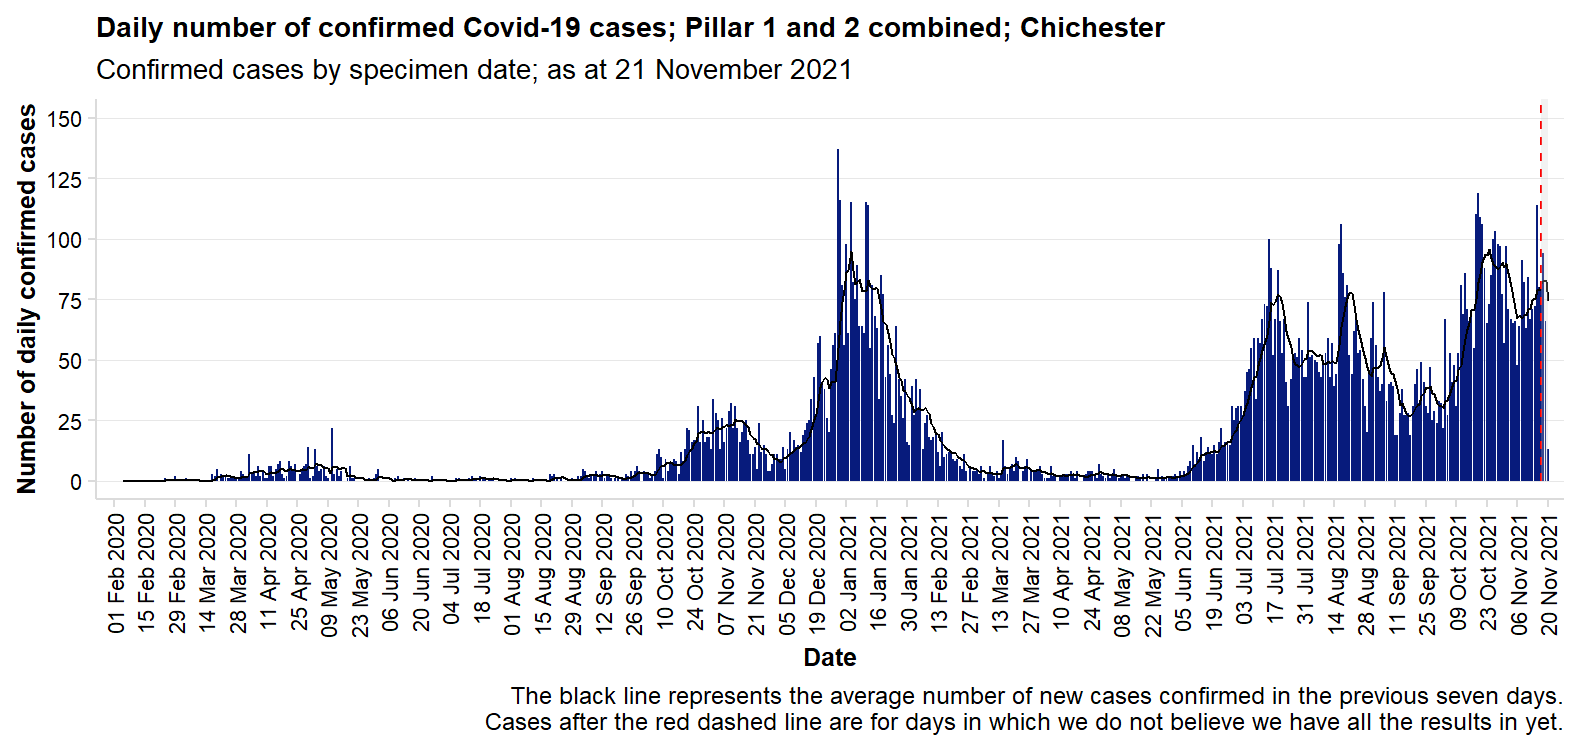 Daily number of confirmed Covid-19 cases; Pillar 1 and 2 combined; Chichester
Confirmed cases by specimen date; as at 21 November 2021
Number of daily confirmed cases
150
125
100
75
50
25
0
01 Feb 2020
15 Feb 2020
29 Feb 2020
14 Mar 2020
28 Mar 2020
11 Apr 2020
25 Apr 2020
09 May 2020
23 May 2020
06 Jun 2020
20 Jun 2020
04 Jul 2020
18 Jul 2020
01 Aug 2020
15 Aug 2020
29 Aug 2020
12 Sep 2020
26 Sep 2020
10 Oct 2020
24 Oct 2020
07 Nov 2020
21 Nov 2020
05 Dec 2020
19 Dec 2020
02 Jan 2021
16 Jan 2021
30 Jan 2021
13 Feb 2021
27 Feb 2021
13 Mar 2021
27 Mar 2021
10 Apr 2021
24 Apr 2021
08 May 2021
22 May 2021
05 Jun 2021
19 Jun 2021
03 Jul 2021
17 Jul 2021
31 Jul 2021
14 Aug 2021
28 Aug 2021
11 Sep 2021
25 Sep 2021
09 Oct 2021
23 Oct 2021
06 Nov 2021
20 Nov 2021
Date
The black line represents the average number of new cases confirmed in the previous seven days.
Cases after the red dashed line are for days in which we do not believe we have all the results in yet.